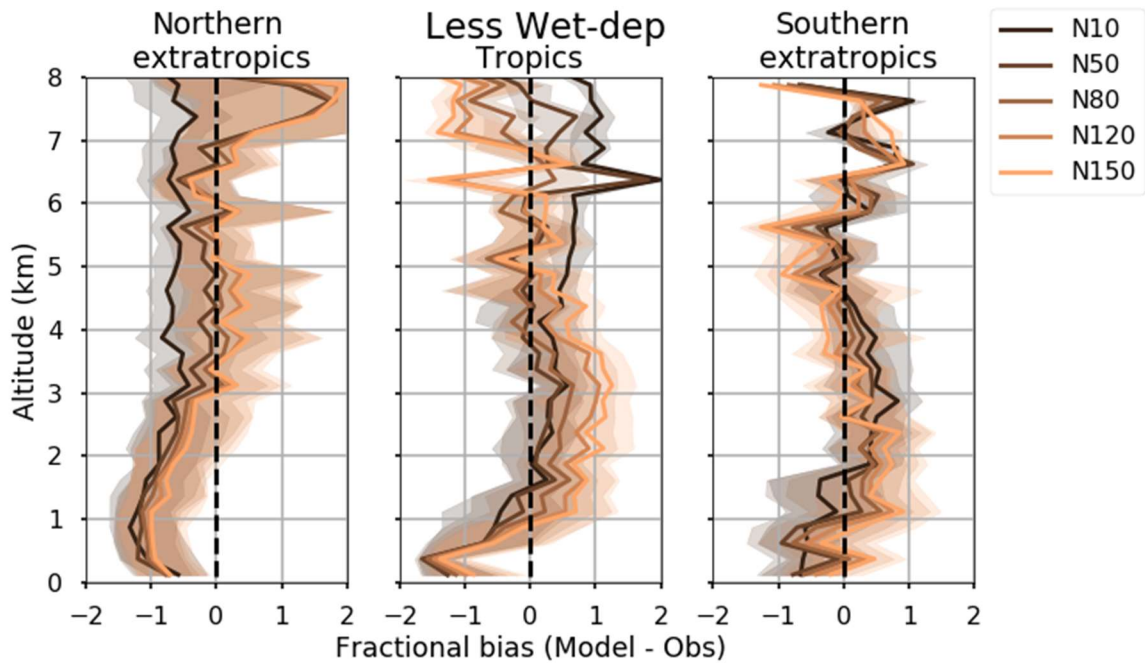 Less Wet-dep
Northern
extratropics
Tropics
Southern
extratropics
N10
N50
N80
N120
N150
Altitude (km)
8
7
6
5
4
3
2
1
0
−2 −1 0 1 2
−2 −1 0 1 2
−2 −1 0 1 2
Fractional bias (Model - Obs)